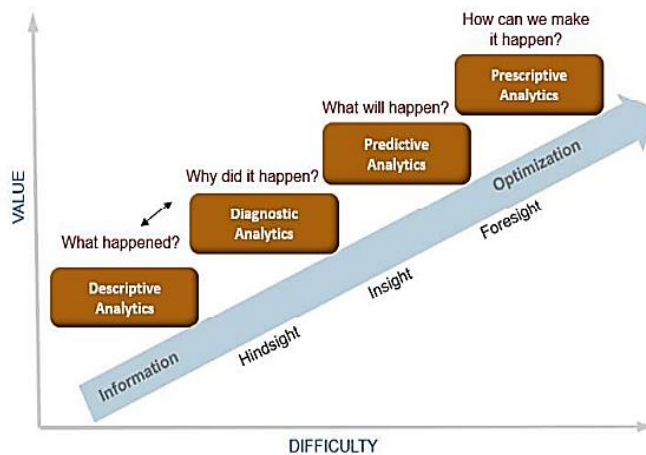 How can we make
it happen?
Prescriptive
Analytics
What will happen?
Predictive
Analytics
Optimization
Why did it happen?
Diagnostic
Analytics
Foresight
What happened?
Insight
Descriptive
Analytics
Hindsight
Information
VALUE
DIFFICULTY